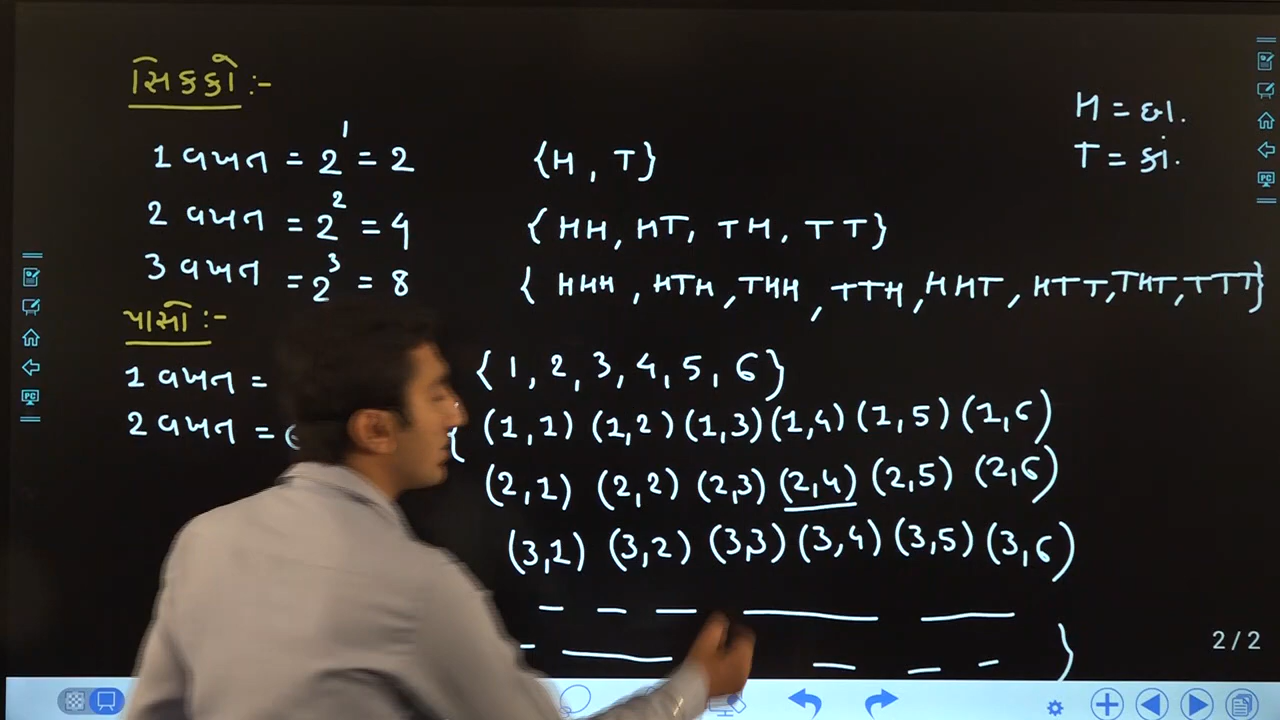 સિક્કો :-
H = છા.
T = કાં.
1 વખત = 2¹ = 2 {H, T}
2 વખત = 2² = 4 {HH, HT, TH, TT}
3 વખત = 2³ = 8 { HHH, HTH, THH, TTH, HHT, HTT, THT, TTT}
પાસો :-
1 વખત = {1, 2, 3, 4, 5, 6}
2 વખત = { (1,1) (1,2) (1,3) (1,4) (1,5) (1,6)
(2,1) (2,2) (2,3) (2,4) (2,5) (2,6)
(3,1) (3,2) (3,3) (3,4) (3,5) (3,6)
}
2 / 2